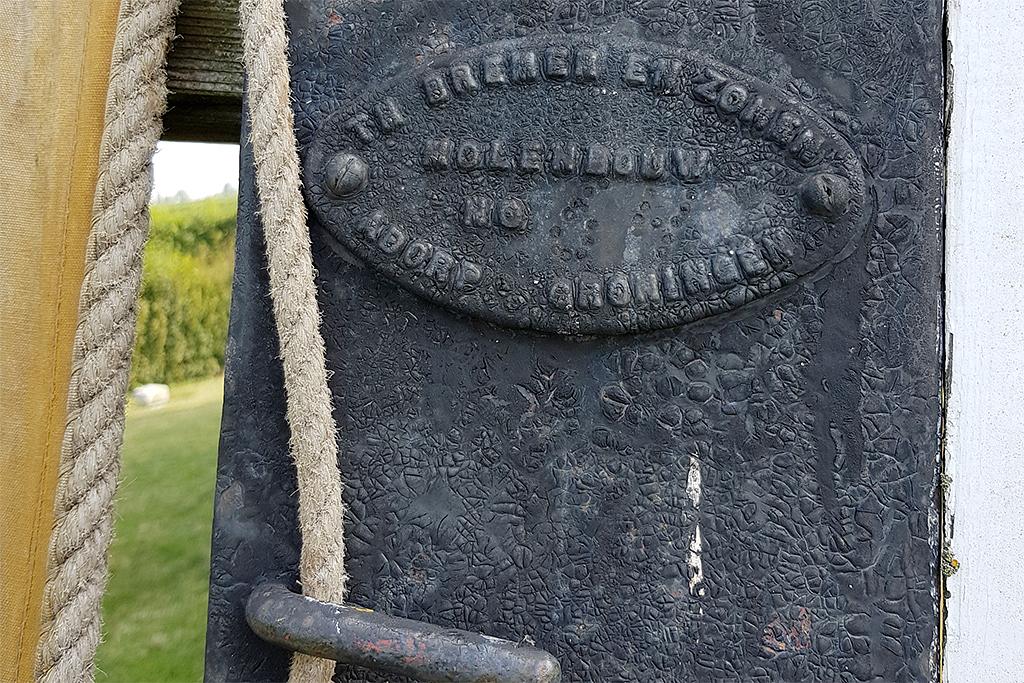 TH BREMER EN ZONEN
MOLENBOUW
NO
ADORP GRONINGEN